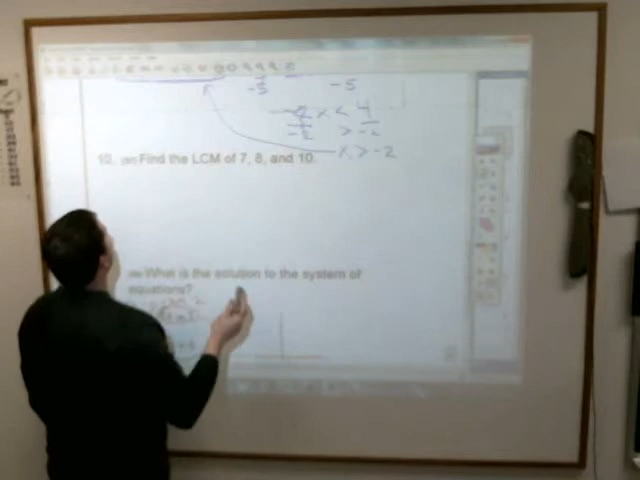 -5 -5
-2x < 4
-2 > -2
x > -2
10. Find the LCM of 7, 8, and 10.
What is the solution to the system of
equations?